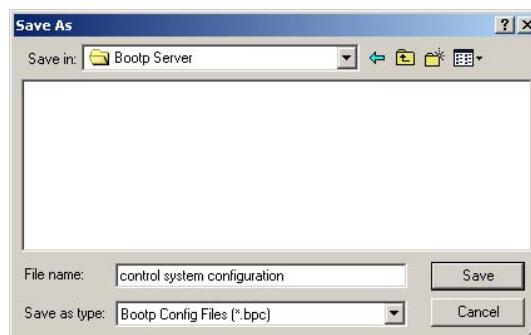 Save As
Save in: Bootp Server
File name: control system configuration
Save
Save as type: Bootp Config Files (*.bpc)
Cancel